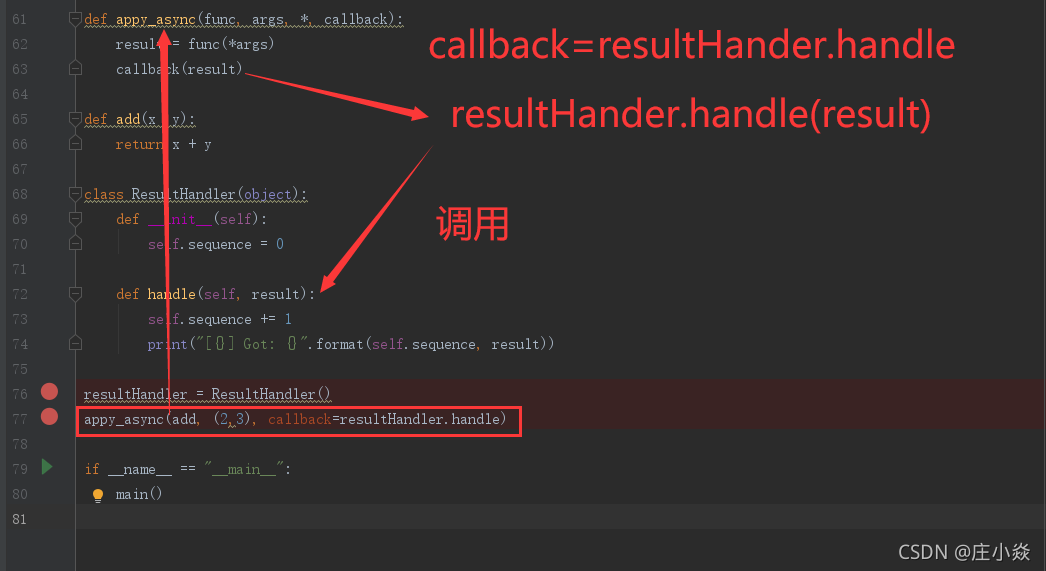 61 def appy_async(func, args, *, callback):
62 result = func(*args)
63 callback(result)
64
65 def add(x, y):
66 return x + y
67
68 class ResultHandler(object):
69 def __init__(self):
70 self.sequence = 0
71
72 def handle(self, result):
73 self.sequence += 1
74 print("[{}] Got: {}".format(self.sequence, result))
75
76 resultHandler = ResultHandler()
77 appy_async(add, (2,3), callback=resultHandler.handle)
78
79 if __name__ == "__main__":
80 main()
81
callback=resultHander.handle
resultHander.handle(result)
调用
CSDN @庄小焱